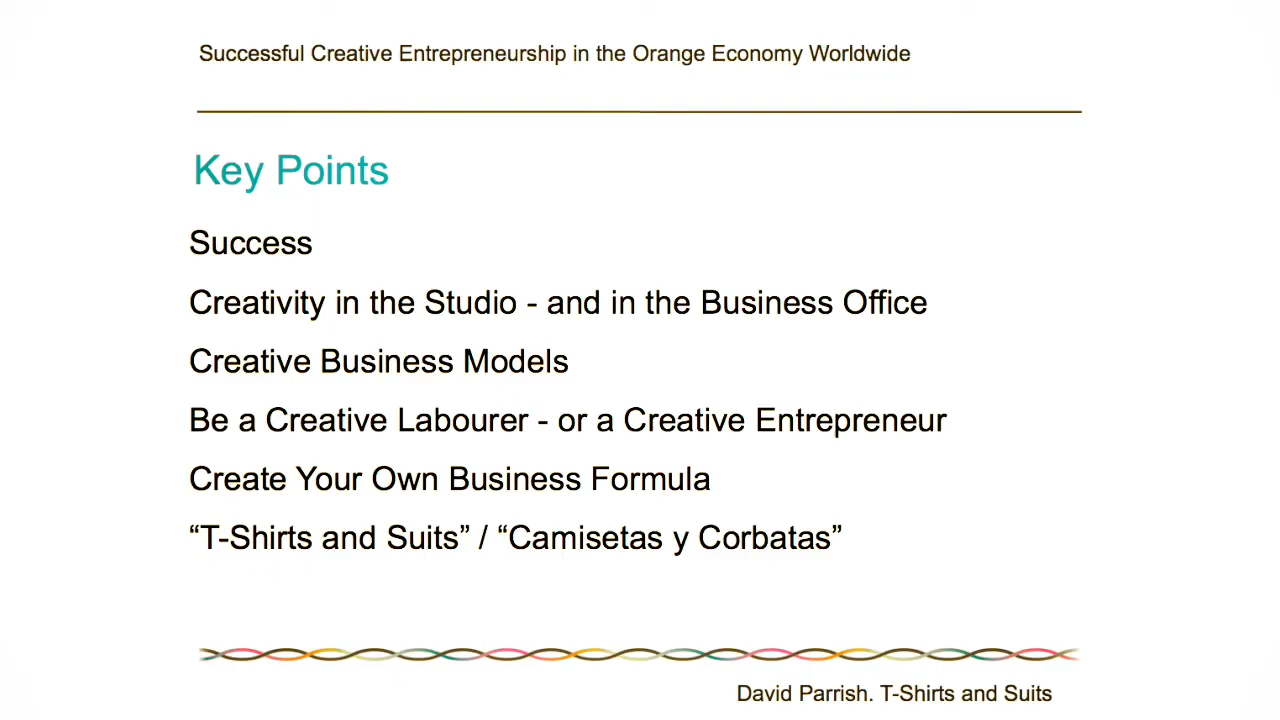 Successful Creative Entrepreneurship in the Orange Economy Worldwide
Key Points
Success
Creativity in the Studio - and in the Business Office
Creative Business Models
Be a Creative Labourer - or a Creative Entrepreneur
Create Your Own Business Formula
“T-Shirts and Suits” / “Camisetas y Corbatas”
David Parrish. T-Shirts and Suits